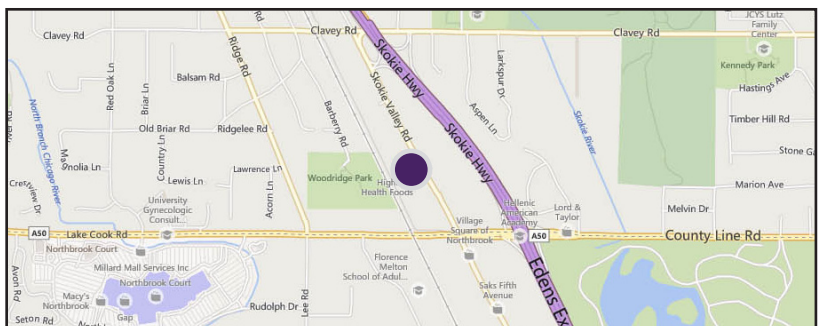 Clavey Rd
Clavey Rd
Clavey Rd
JCYS Lutz
Family
Center
Kennedy Park
Hastings Ave
Timber Hill Rd
Marion Ave
Melvin Dr
Red Oak Ln
Briar Ln
Balsam Rd
Ridge Rd
Old Briar Rd
Ridgelee Rd
Country Ln
Lewis Ln
Lawrence Ln
Acorn Ln
North Branch Chicago River
University
Gynecologic
Consult...
Barberry Rd
Woodridge Park
Health Foods
Skokie Valley Rd
Skokie Hwy
Skokie Hwy
Larkspur Dr
Aspen Ln
Skokie River
Hellenic
American
Academy
Lord &
Taylor
Village
Square of
Northbrook
A50
Lake Cook Rd
A50
County Line Rd
Northbrook Court
Millard Mall Services Inc
Northbrook Court
Macy's
Northbrook
Gap
Avon Rd
Seton Rd
Rudolph Dr
Lee Rd
Florence
Melton
School of Adul...
Saks Fifth
Avenue
Edens Ex